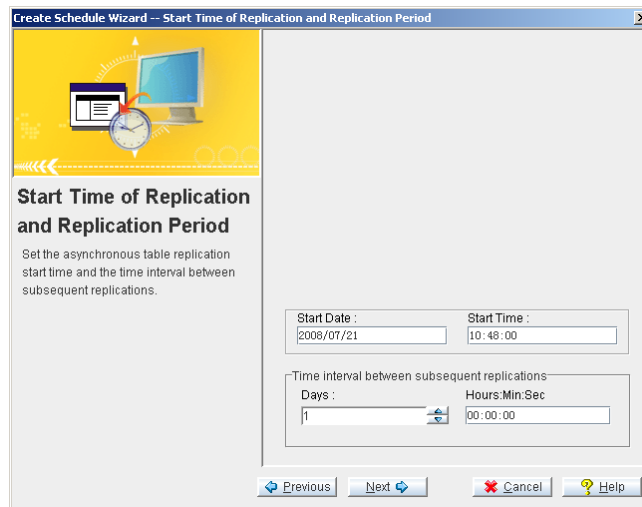 Create Schedule Wizard -- Start Time of Replication and Replication Period
Start Time of Replication
and Replication Period
Set the asynchronous table replication
start time and the time interval between
subsequent replications.
Start Date :
Start Time :
2008/07/21
10:48:00
Time interval between subsequent replications
Days :
Hours:Min:Sec
1
00:00:00
Previous
Next
Cancel
Help